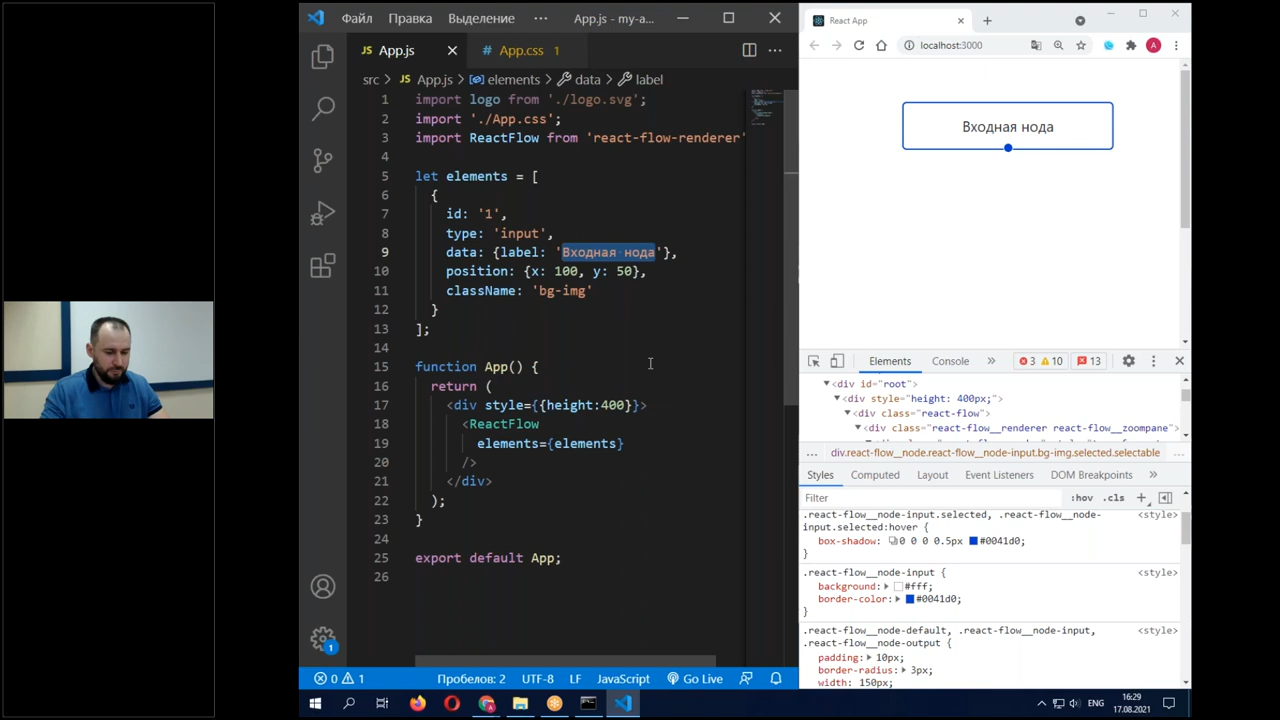 Файл Правка Выделение ··· App.js - my-a...
App.js
App.css 1
src > App.js > elements > data > label
1 import logo from './logo.svg';
2 import './App.css';
3 import ReactFlow from 'react-flow-renderer'
4
5 let elements = [
6 {
7 id: '1',
8 type: 'input',
9 data: {label: 'Входная нода'},
10 position: {x: 100, y: 50},
11 className: 'bg-img'
12 }
13 ];
14
15 function App() {
16 return (
17 <div style={{height:400}}>
18 <ReactFlow
19 elements={elements}
20 />
21 </div>
22 );
23 }
24
25 export default App;
26
1
0 1 Пробелов: 2 UTF-8 LF JavaScript Go Live
React App
localhost:3000
A
Входная нода
Elements Console » 3 10 13
<div id="root">
<div style="height: 400px;">
<div class="react-flow">
<div class="react-flow__renderer react-flow__zoompane">
... div.react-flow__node.react-flow__node-input.bg-img.selected.selectable ...
Styles Computed Layout Event Listeners DOM Breakpoints »
Filter :hov .cls +
.react-flow__node-input.selected, .react-flow__node- <style>
input.selected:hover {
box-shadow: 0 0 0 0.5px #0041d0;
}
.react-flow__node-input { <style>
background: #fff;
border-color: #0041d0;
}
.react-flow__node-default, .react-flow__node-input, <style>
.react-flow__node-output {
padding: 10px;
border-radius: 3px;
width: 150px;
ENG 16:29
17.08.2021